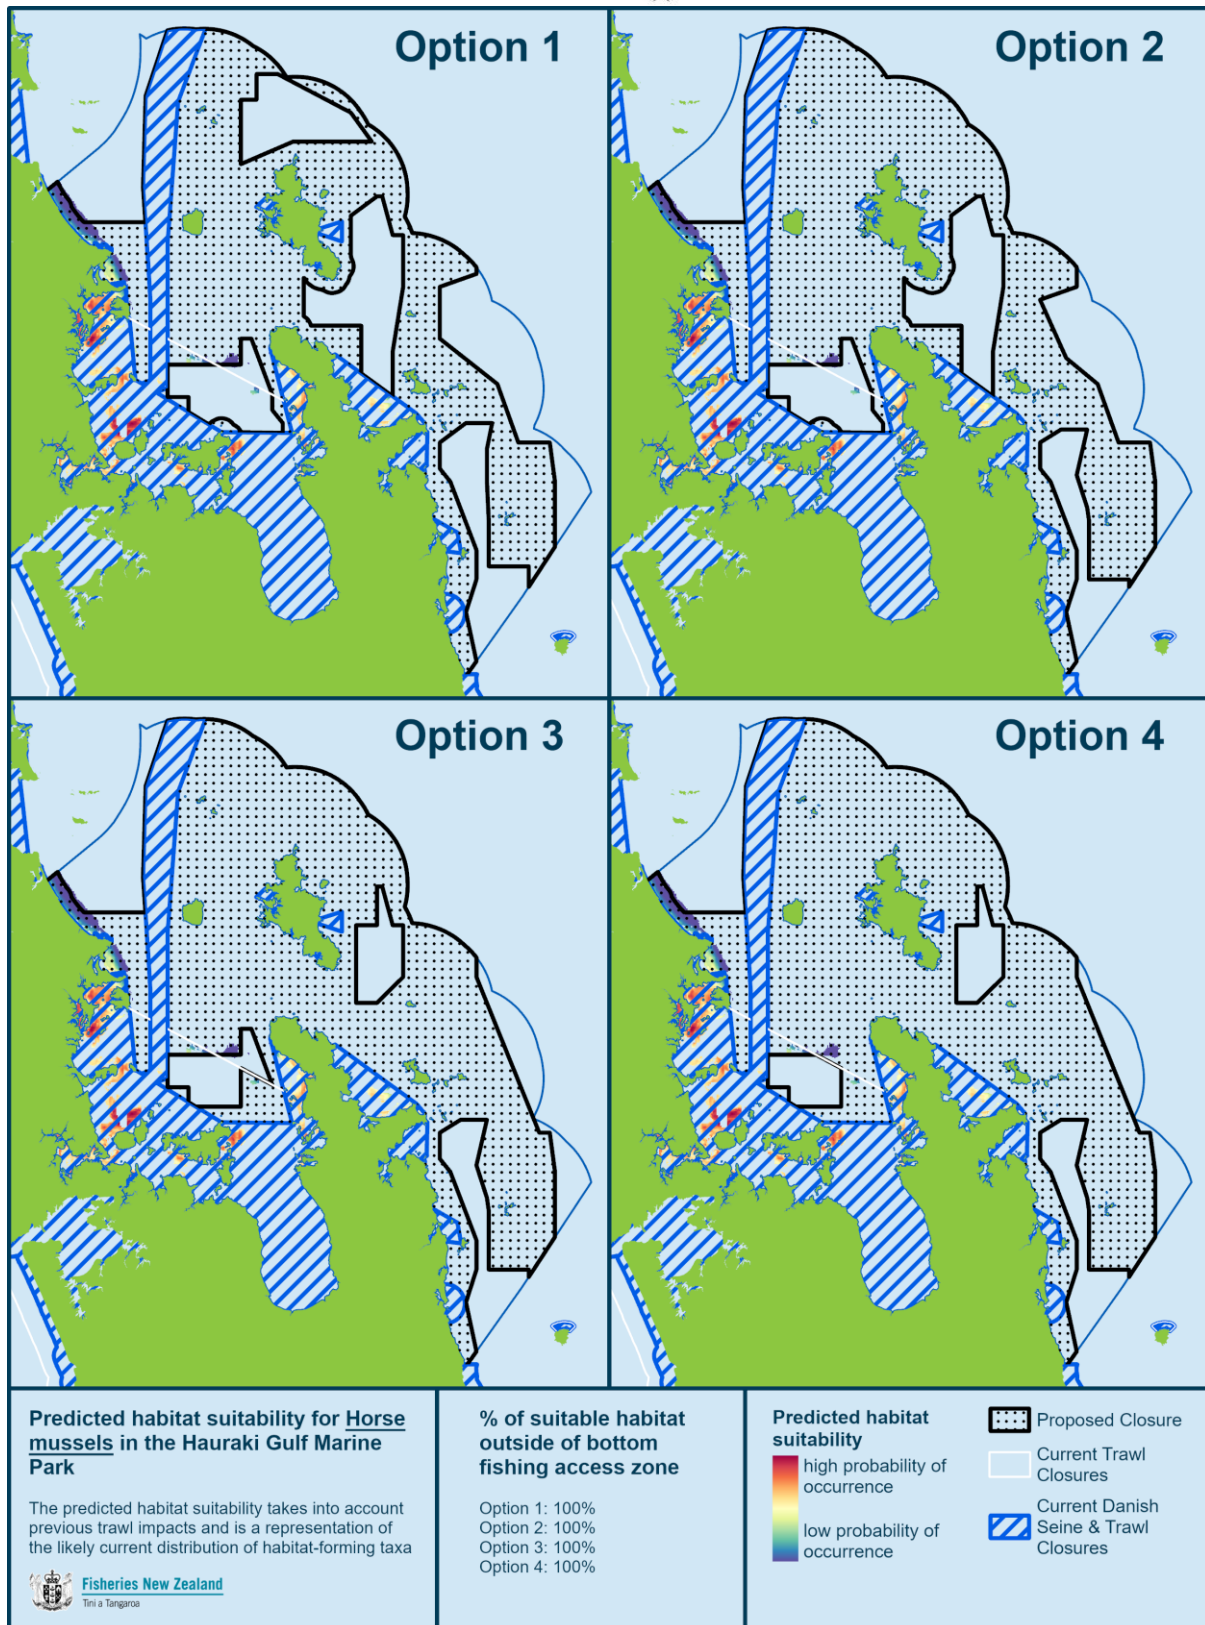 Option 1
Option 2
Option 3
Option 4
Predicted habitat suitability for Horse
mussels in the Hauraki Gulf Marine
Park
The predicted habitat suitability takes into account
previous trawl impacts and is a representation of
the likely current distribution of habitat-forming taxa
Fisheries New Zealand
Tini a Tangaroa
% of suitable habitat
outside of bottom
fishing access zone
Option 1: 100%
Option 2: 100%
Option 3: 100%
Option 4: 100%
Predicted habitat
suitability
high probability of
occurrence
low probability of
occurrence
Proposed Closure
Current Trawl
Closures
Current Danish
Seine & Trawl
Closures